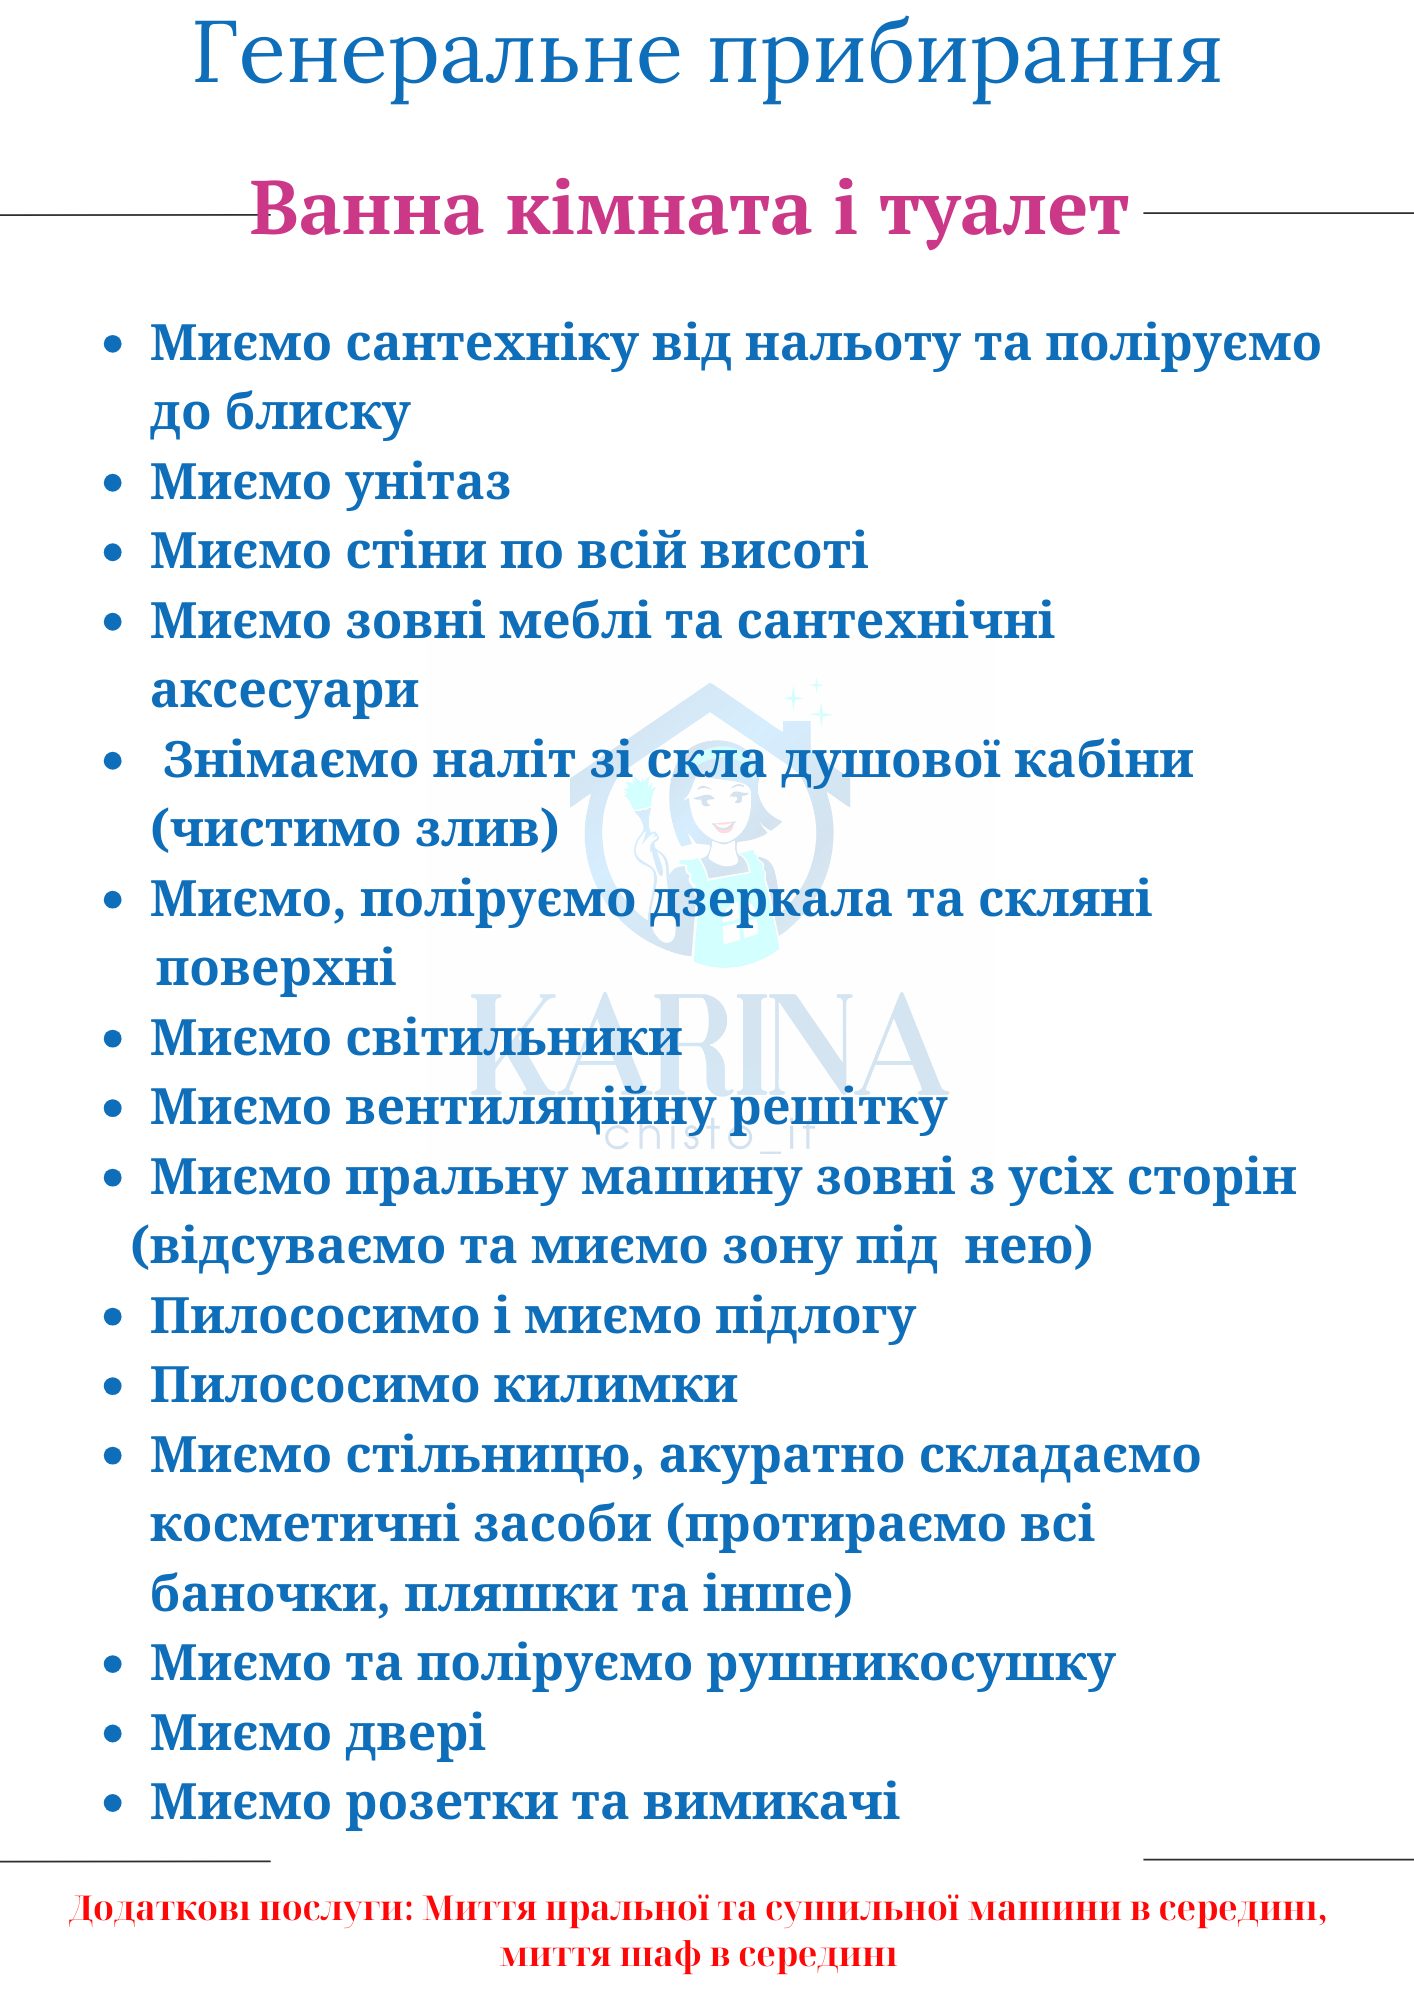 Генеральне прибирання
Ванна кімната і туалет
• Миємо сантехніку від нальоту та поліруємо
до блиску
• Миємо унітаз
• Миємо стіни по всій висоті
• Миємо зовні меблі та сантехнічні
аксесуари
• Знімаємо наліт зі скла душової кабіни
(чистимо злив)
• Миємо, поліруємо дзеркала та скляні
поверхні
KARINA
• Миємо світильники
• Миємо вентиляційну решітку
chisto_it
• Миємо пральну машину зовні з усіх сторін
(відсуваємо та миємо зону під нею)
• Пилососимо і миємо підлогу
• Пилососимо килимки
• Миємо стільницю, акуратно складаємо
косметичні засоби (протираємо всі
баночки, пляшки та інше)
• Миємо та поліруємо рушникосушку
• Миємо двері
• Миємо розетки та вимикачі
Додаткові послуги: Миття пральної та сушильної машини в середині,
миття шаф в середині